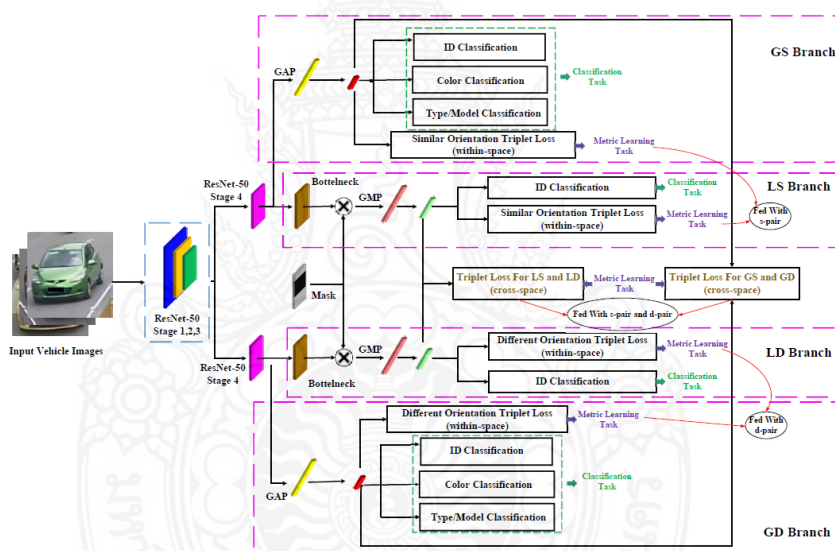 GS Branch
ID Classification
GAP
Color Classification
Classification
Task
Type/Model Classification
Similar Orientation Triplet Loss
(within-space)
Metric Learning
Task
ResNet-50
Stage 4
Bottelneck
LS Branch
GMP
ID Classification
Classification
Task
Similar Orientation Triplet Loss
(within-space)
Metric Learning
Task
Fed With
s-pair
Mask
Triplet Loss For LS and LD
(cross-space)
Metric Learning
Task
Triplet Loss For GS and GD
(cross-space)
Fed With s-pair and d-pair
ResNet-50
Stage 1,2,3
Input Vehicle Images
ResNet-50
Stage 4
Bottelneck
GMP
Different Orientation Triplet Loss
(within-space)
Metric Learning
Task
LD Branch
ID Classification
Classification
Task
Different Orientation Triplet Loss
(within-space)
Metric Learning
Task
Fed With
d-pair
ID Classification
GAP
Color Classification
Classification
Task
Type/Model Classification
GD Branch